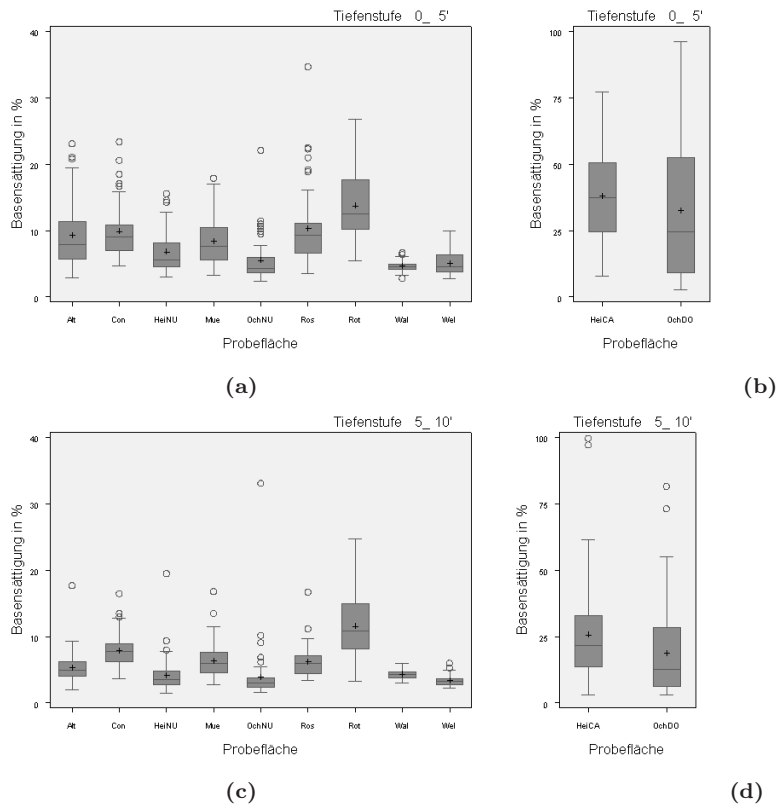 Tiefenstufe 0_ 5'
Basensättigung in %
40
30
20
10
0
Alt Con HeiNU Mue OchNU Ros Rot Wal Wel
Probefläche
(a)
Tiefenstufe 0_ 5'
Basensättigung in %
100
75
50
25
0
HeiCA OchDO
Probefläche
(b)
Tiefenstufe 5_ 10'
Basensättigung in %
40
30
20
10
0
Alt Con HeiNU Mue OchNU Ros Rot Wal Wel
Probefläche
(c)
Tiefenstufe 5_ 10'
Basensättigung in %
100
75
50
25
0
HeiCA OchDO
Probefläche
(d)